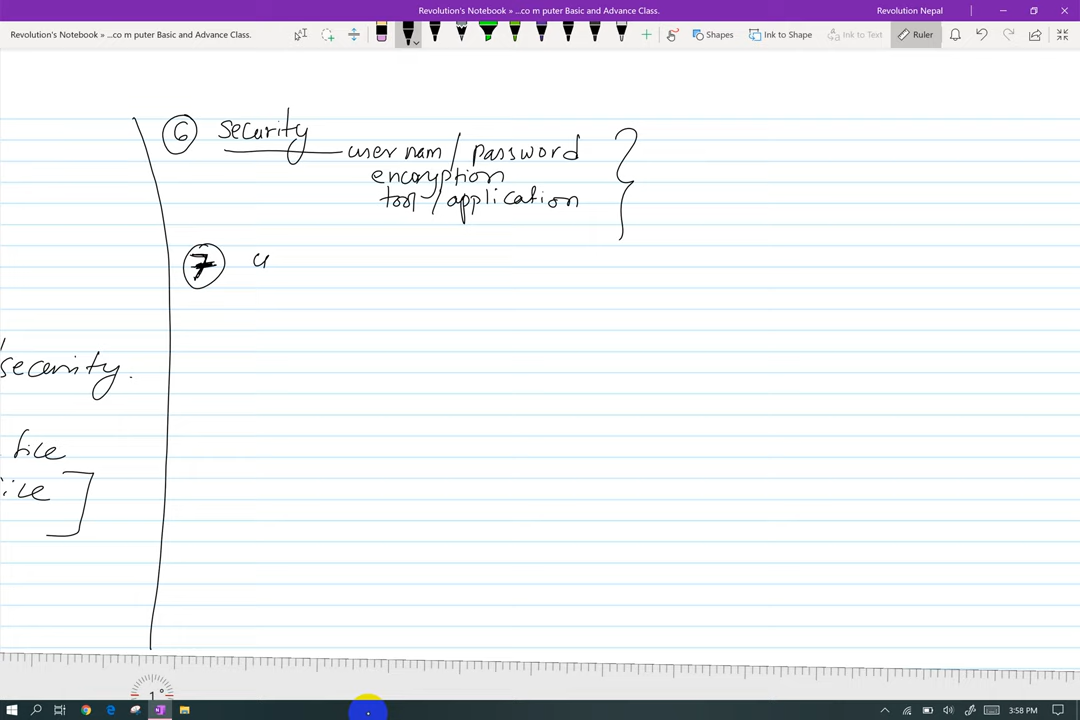 Revolution's Notebook » ...co m puter Basic and Advance Class.
Revolution Nepal
Revolution's Notebook » ...co m puter Basic and Advance Class.
Shapes
Ink to Shape
Ink to Text
Ruler
6 security
user nam / password
encryption
tool / application
7 u
security.
fice
ice
1°
3:58 PM